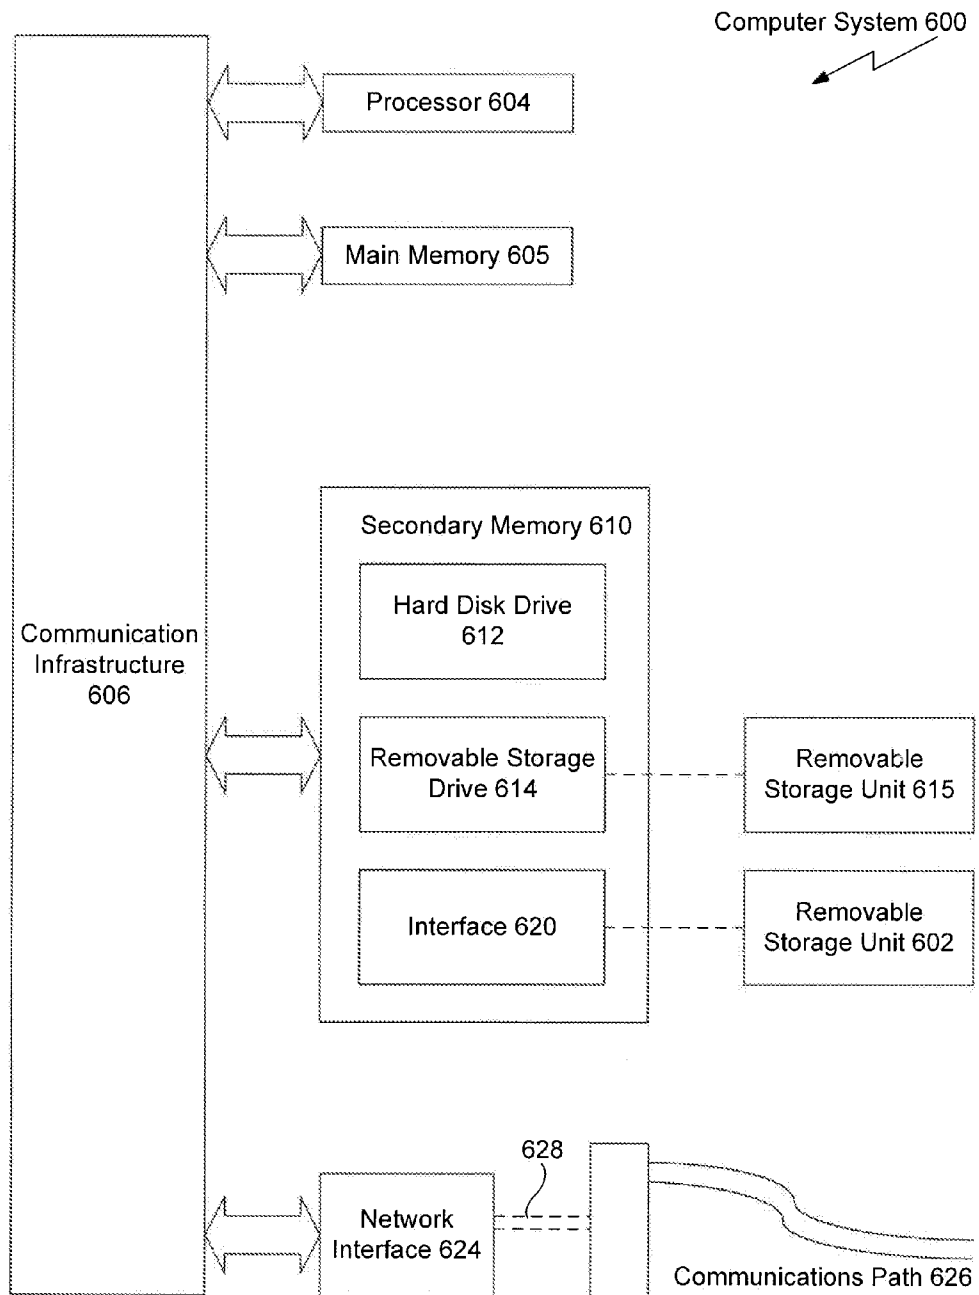 Computer System 600
Processor 604
Main Memory 605
Secondary Memory 610
Hard Disk Drive
612
Communication
Infrastructure
606
Removable Storage
Drive 614
Removable
Storage Unit 615
Interface 620
Removable
Storage Unit 602
628
Network
Interface 624
Communications Path 626